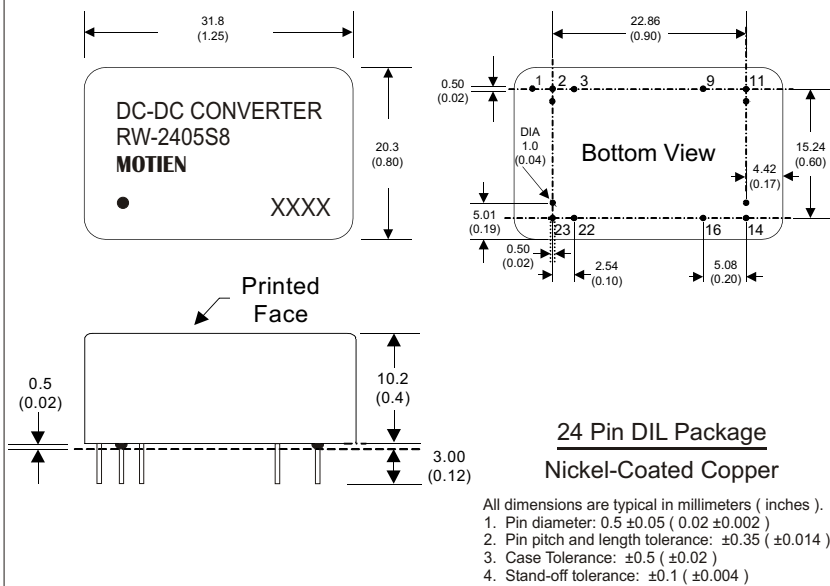 31.8
(1.25)
DC-DC CONVERTER
RW-2405S8
MOTIEN
XXXX
20.3
(0.80)
22.86
(0.90)
0.50
(0.02)
1 2 3 9 11
DIA
1.0
(0.04)
Bottom View
15.24
(0.60)
4.42
(0.17)
5.01
(0.19)
23 22 16 14
0.50
(0.02)
2.54
(0.10)
5.08
(0.20)
Printed
Face
0.5
(0.02)
10.2
(0.4)
3.00
(0.12)
24 Pin DIL Package
Nickel-Coated Copper
All dimensions are typical in millimeters ( inches ).
1. Pin diameter: 0.5 ±0.05 ( 0.02 ±0.002 )
2. Pin pitch and length tolerance: ±0.35 ( ±0.014 )
3. Case Tolerance: ±0.5 ( ±0.02 )
4. Stand-off tolerance: ±0.1 ( ±0.004 )